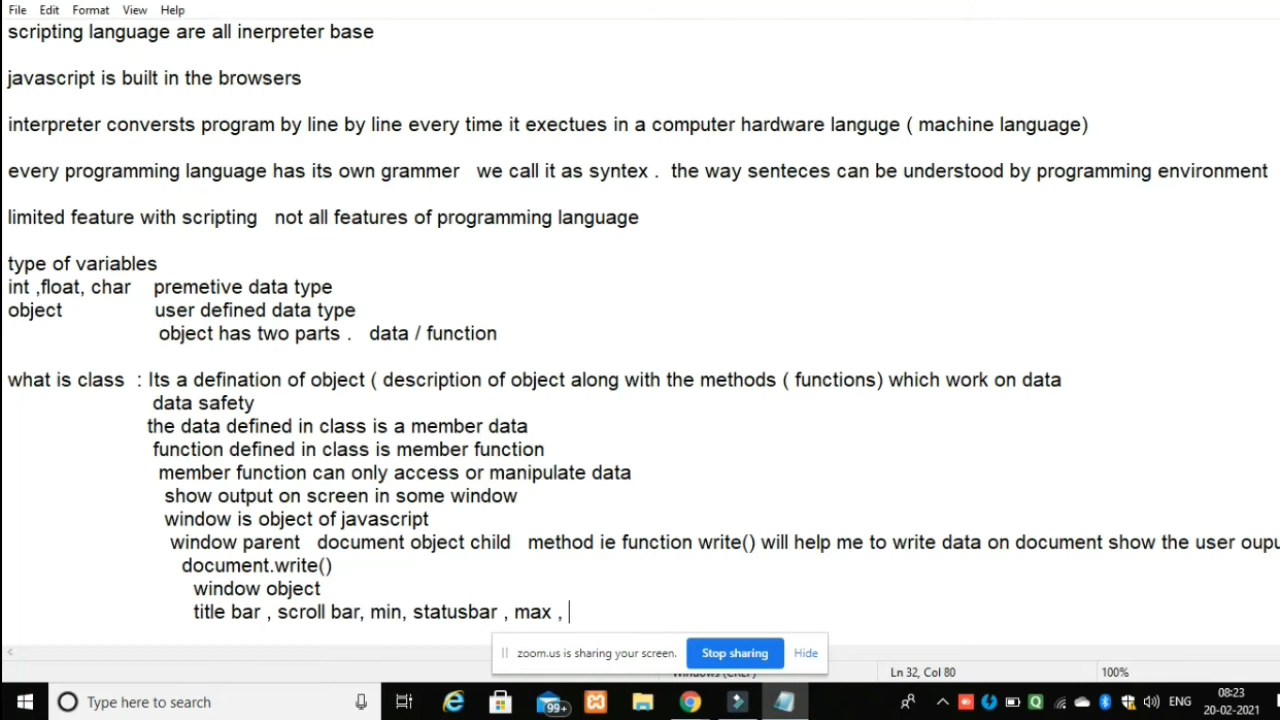 File Edit Format View Help
scripting language are all inerpreter base
javascript is built in the browsers
interpreter conversts program by line by line every time it exectues in a computer hardware languge ( machine language)
every programming language has its own grammer we call it as syntex . the way senteces can be understood by programming environment
limited feature with scripting not all features of programming language
type of variables
int ,float, char premetive data type
object user defined data type
object has two parts . data / function
what is class : Its a defination of object ( description of object along with the methods ( functions) which work on data
data safety
the data defined in class is a member data
function defined in class is member function
member function can only access or manipulate data
show output on screen in some window
window is object of javascript
window parent document object child method ie function write() will help me to write data on document show the user oupu
document.write()
window object
title bar , scroll bar, min, statusbar , max ,
zoom.us is sharing your screen. Stop sharing Hide
Ln 32, Col 80 100%
Type here to search 99+ ENG 08:23
20-02-2021